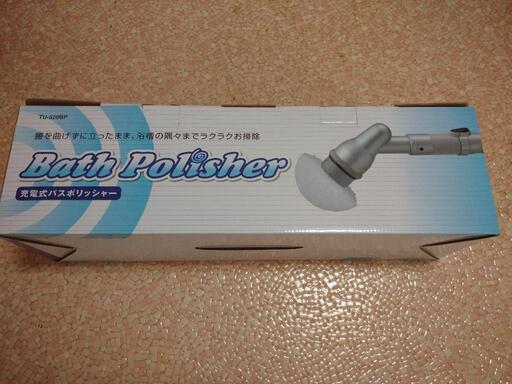 TU-520BP
腰を曲げずに立ったまま、浴槽の隅々までラクラクお掃除
Bath Polisher
充電式バスポリッシャー